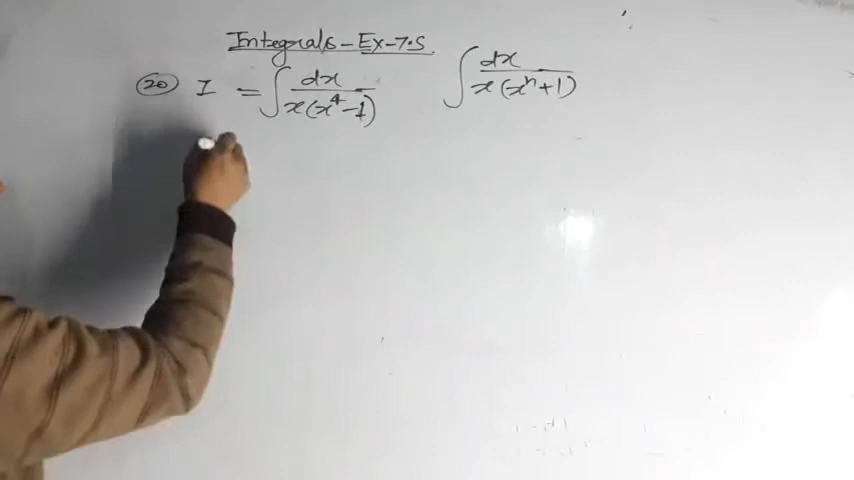 Integrals - Ex - 7.5
20 I = ∫ dx / x(x⁴-1) ∫ dx / x(xⁿ+1)